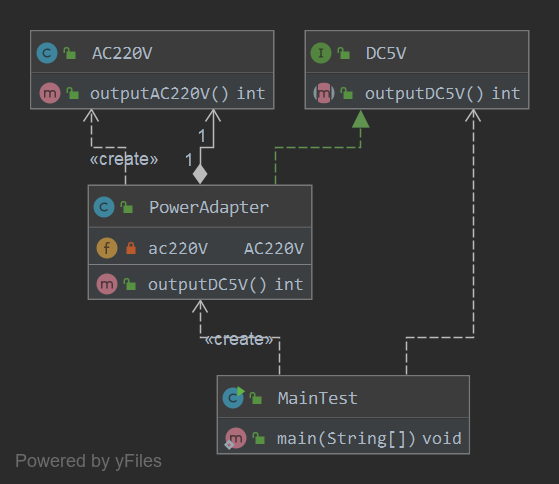 AC220V
outputAC220V() int
DC5V
outputDC5V() int
1
«create»
1
PowerAdapter
ac220V AC220V
outputDC5V() int
«create»
MainTest
main(String[]) void
Powered by yFiles